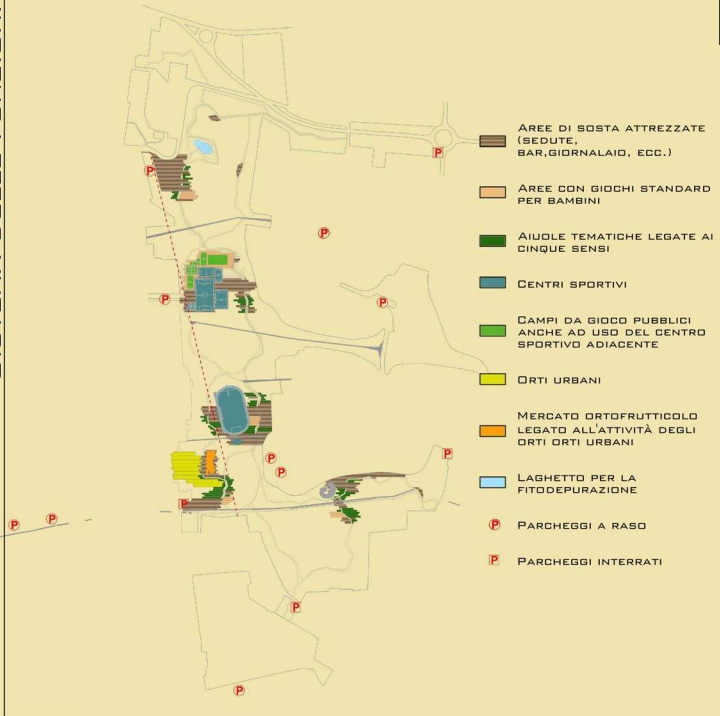 AREE DI SOSTA ATTREZZATE
(SEDUTE,
BAR,GIORNALAIO, ECC.)
AREE CON GIOCHI STANDARD
PER BAMBINI
AIUOLE TEMATICHE LEGATE AI
CINQUE SENSI
CENTRI SPORTIVI
CAMPI DA GIOCO PUBBLICI
ANCHE AD USO DEL CENTRO
SPORTIVO ADIACENTE
ORTI URBANI
MERCATO ORTOFRUTTICOLO
LEGATO ALL'ATTIVITÀ DEGLI
ORTI ORTI URBANI
LAGHETTO PER LA
FITODEPURAZIONE
P PARCHEGGI A RASO
P PARCHEGGI INTERRATI
P
P
P
P
P
P
P
P
P
P
P
P
P
P